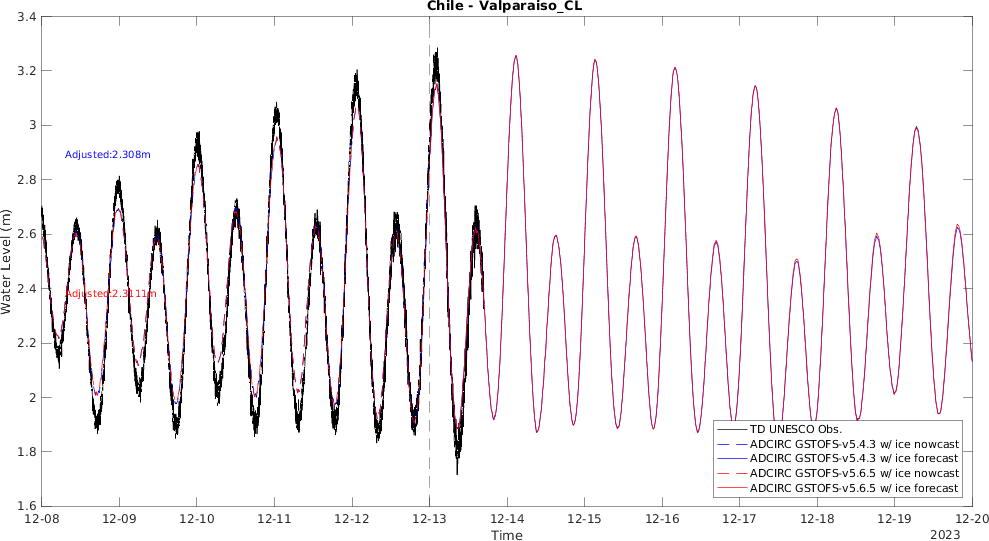 Chile - Valparaiso_CL
3.4
3.2
3
2.8
2.6
2.4
2.2
2
1.8
1.6
Water Level (m)
Adjusted:2.308m
Adjusted:2.3111m
TD UNESCO Obs.
ADCIRC GSTOFS-v5.4.3 w/ ice nowcast
ADCIRC GSTOFS-v5.4.3 w/ ice forecast
ADCIRC GSTOFS-v5.6.5 w/ ice nowcast
ADCIRC GSTOFS-v5.6.5 w/ ice forecast
12-08 12-09 12-10 12-11 12-12 12-13 12-14 12-15 12-16 12-17 12-18 12-19 12-20
Time
2023